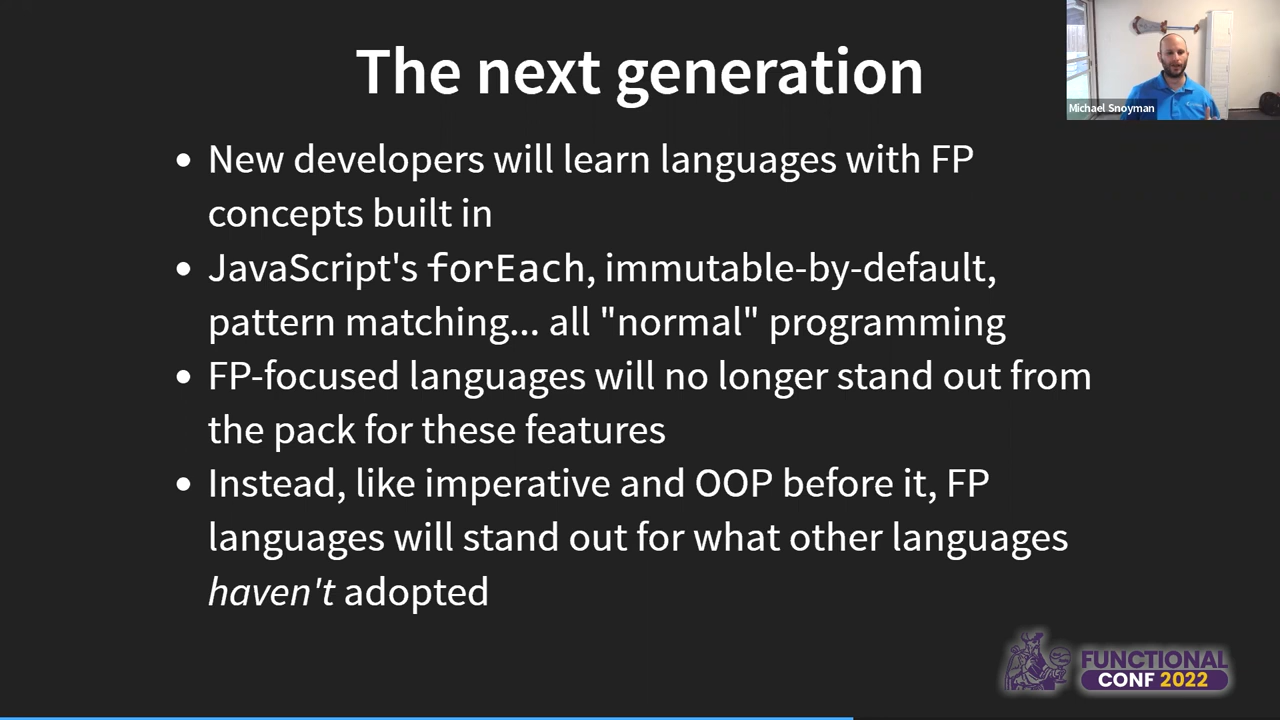 The next generation
Michael Snoyman
• New developers will learn languages with FP
concepts built in
• JavaScript's forEach, immutable-by-default,
pattern matching... all "normal" programming
• FP-focused languages will no longer stand out from
the pack for these features
• Instead, like imperative and OOP before it, FP
languages will stand out for what other languages
haven't adopted
FUNCTIONAL
CONF 2022